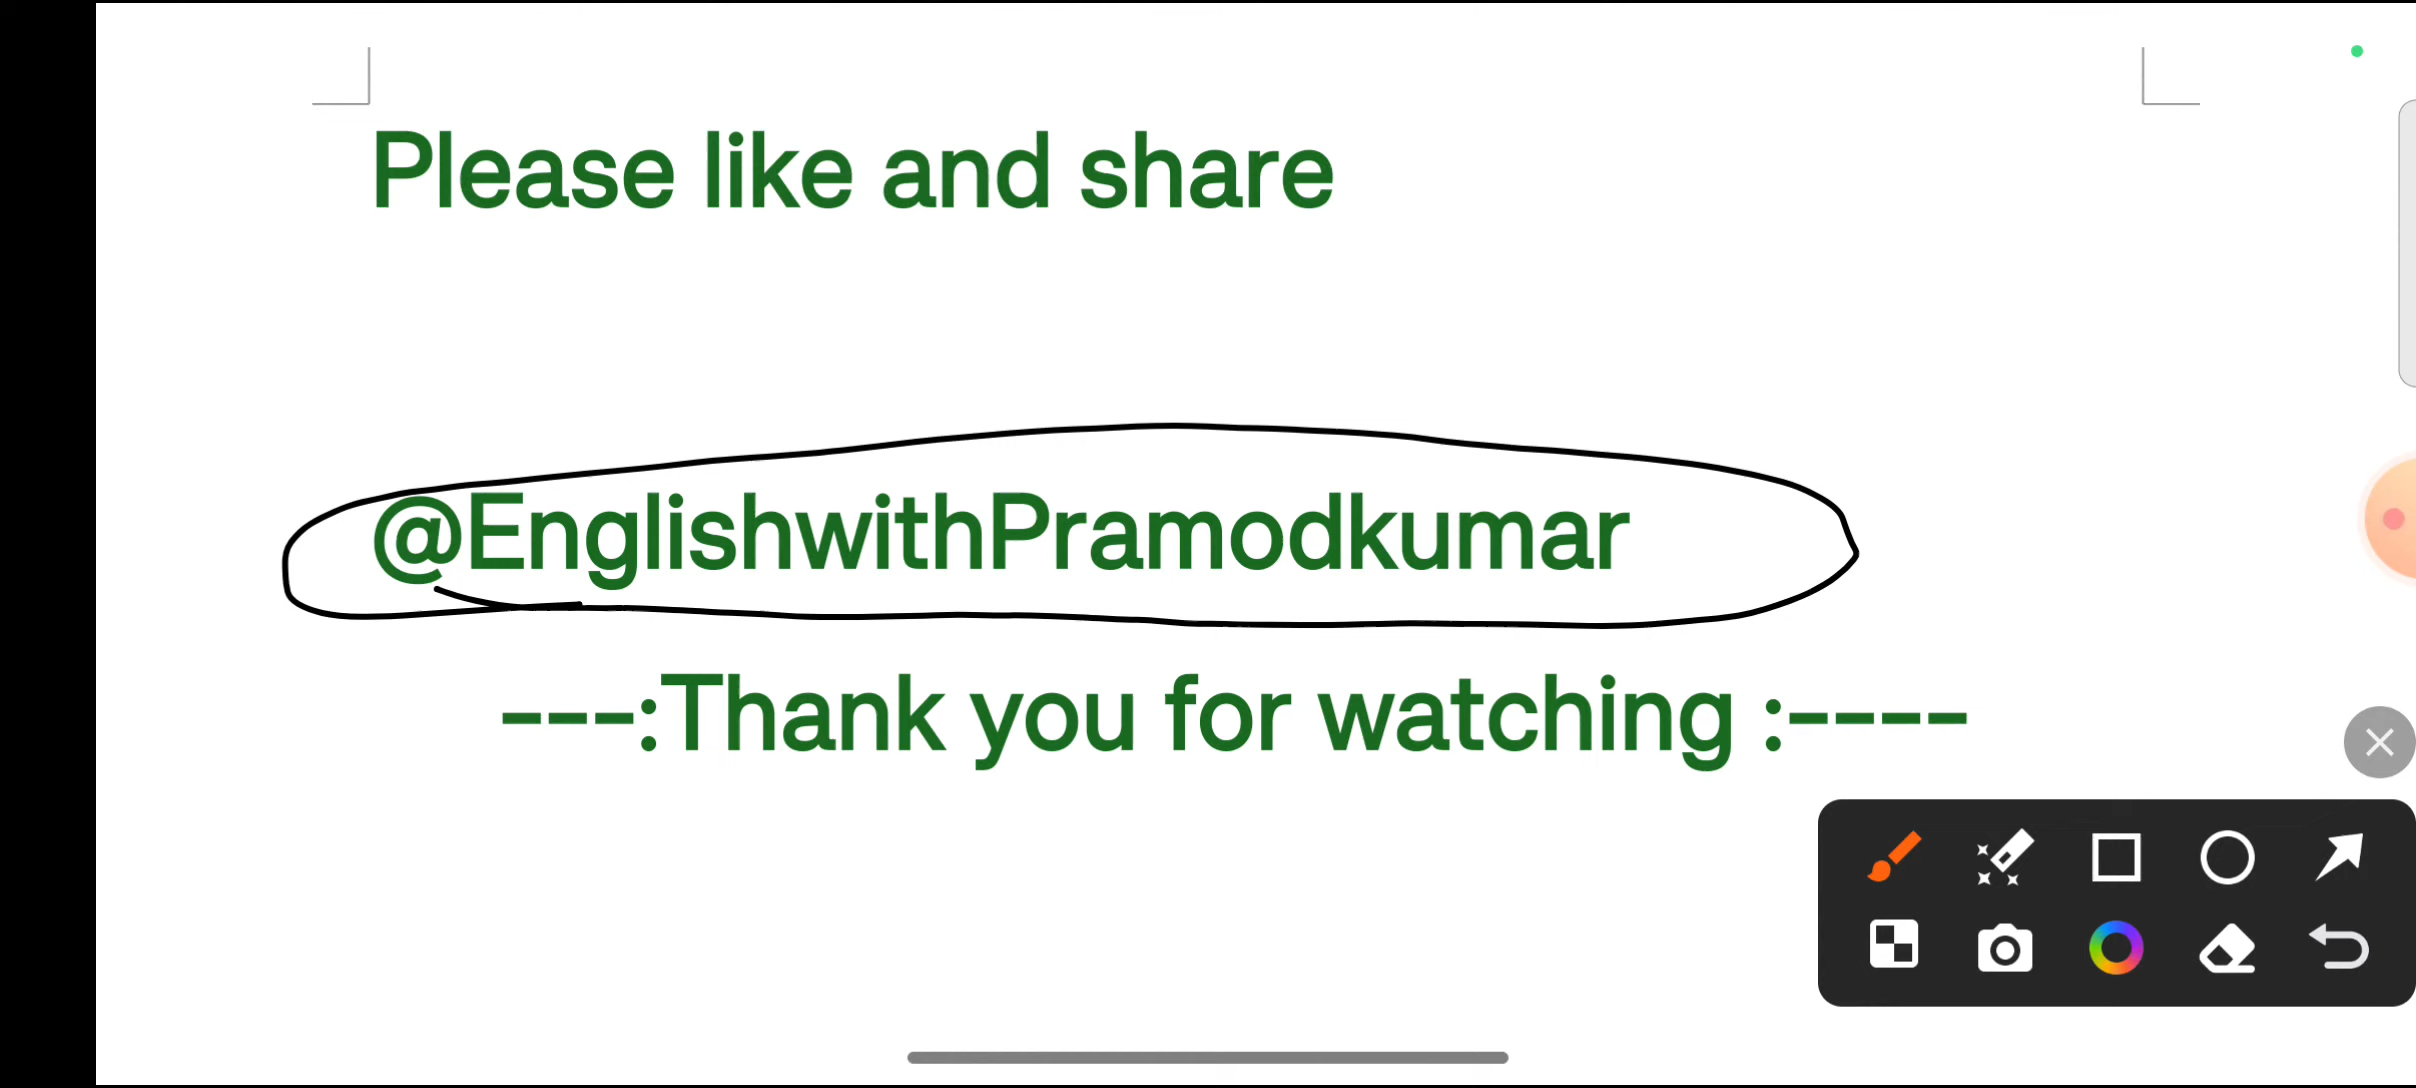 Please like and share
@EnglishwithPramodkumar
---:Thank you for watching :----